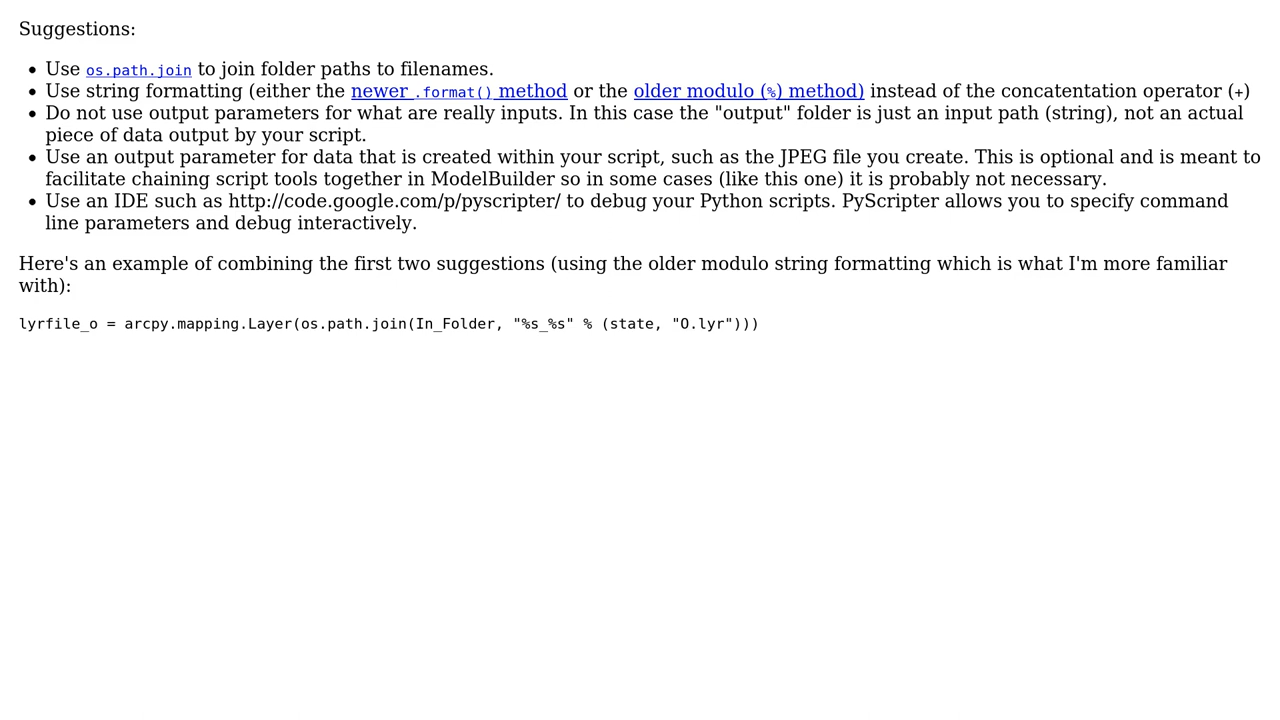 Suggestions:
• Use os.path.join to join folder paths to filenames.
• Use string formatting (either the newer .format() method or the older modulo (%) method) instead of the concatentation operator (+)
• Do not use output parameters for what are really inputs. In this case the "output" folder is just an input path (string), not an actual
piece of data output by your script.
• Use an output parameter for data that is created within your script, such as the JPEG file you create. This is optional and is meant to
facilitate chaining script tools together in ModelBuilder so in some cases (like this one) it is probably not necessary.
• Use an IDE such as http://code.google.com/p/pyscripter/ to debug your Python scripts. PyScripter allows you to specify command
line parameters and debug interactively.
Here's an example of combining the first two suggestions (using the older modulo string formatting which is what I'm more familiar
with):
lyrfile_o = arcpy.mapping.Layer(os.path.join(In_Folder, "%s_%s" % (state, "O.lyr")))